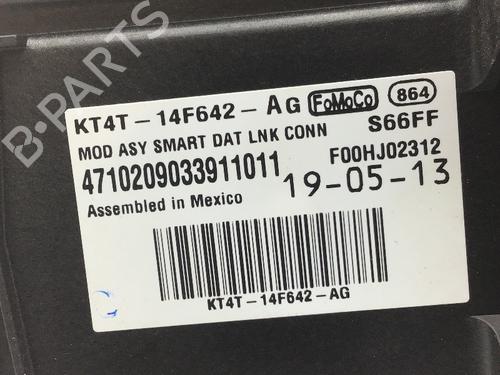 KT4T-14F642-AG FoMoCo 864
MOD ASY SMART DAT LNK CONN S66FF
4710209033911011 F00HJ02312
Assembled in Mexico 19-05-13
KT4T-14F642-AG
B-PARTS